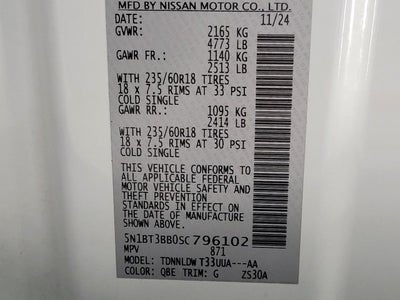 MFD BY NISSAN MOTOR CO., LTD.
DATE: 11/24
GVWR: 2165 KG
4773 LB
GAWR FR.: 1140 KG
2513 LB
WITH 235/60R18 TIRES
18 x 7.5 RIMS AT 33 PSI
COLD SINGLE
GAWR RR.: 1095 KG
2414 LB
WITH 235/60R18 TIRES
18 x 7.5 RIMS AT 30 PSI
COLD SINGLE
THIS VEHICLE CONFORMS TO
ALL APPLICABLE FEDERAL
MOTOR VEHICLE SAFETY AND
THEFT PREVENTION
STANDARDS IN EFFECT ON
THE DATE OF MANUFACTURE
SHOWN ABOVE.
5N1BT3BB0SC796102
MPV 871
MODEL: TDNNLDW T33UUA---AA
COLOR: QBE TRIM: G ZS30A